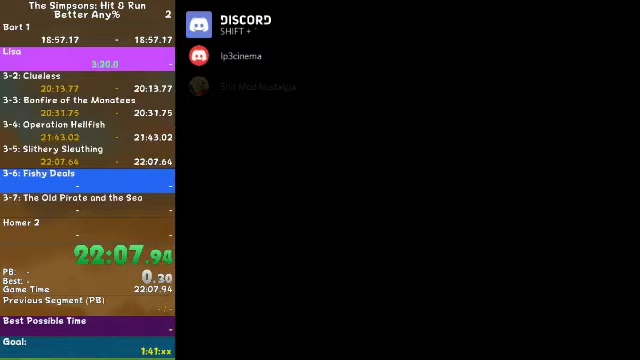 The Simpsons: Hit & Run
Better Any% 2
Bart 1
18:57.17 - 18:57.17
Lisa
3:20.0 -
3-2: Clueless
20:13.77 - 20:13.77
3-3: Bonfire of the Manatees
20:31.75 - 20:31.75
3-4: Operation Hellfish
21:43.02 - 21:43.02
3-5: Slithery Sleuthing
22:07.64 - 22:07.64
3-6: Fishy Deals
- -
3-7: The Old Pirate and the Sea
- -
Homer 2
- -
22:07.94
PB: -
Best: -
0.30
Game Time 22:07.94
Previous Segment (PB)
- / -
Best Possible Time
-
Goal:
1:41:xx
DISCORD
SHIFT + `
lp3cinema
Shit Mod Nostalgia